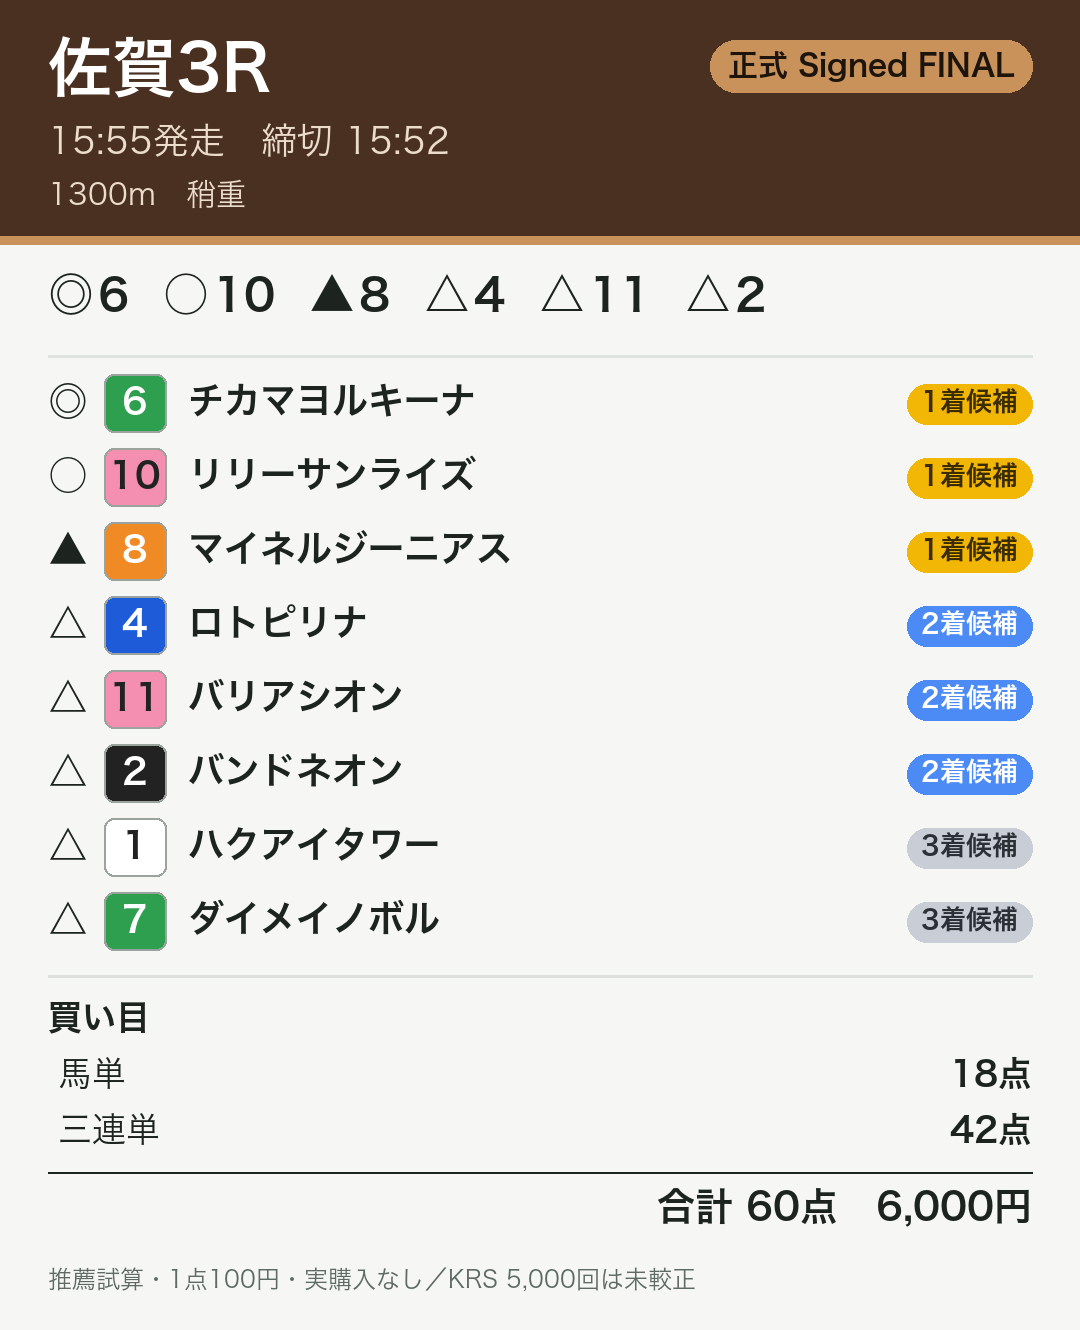 佐賀3R
正式 Signed FINAL
15:55発走　締切 15:52
1300m　稍重
◎6 ○10 ▲8 △4 △11 △2
◎ 6 チカマヨルキーナ 1着候補
○ 10 リリーサンライズ 1着候補
▲ 8 マイネルジーニアス 1着候補
△ 4 ロトピリナ 2着候補
△ 11 バリアシオン 2着候補
△ 2 バンドネオン 2着候補
△ 1 ハクアイタワー 3着候補
△ 7 ダイメイノボル 3着候補
買い目
馬単 18点
三連単 42点
合計 60点　6,000円
推薦試算・1点100円・実購入なし／KRS 5,000回は未較正